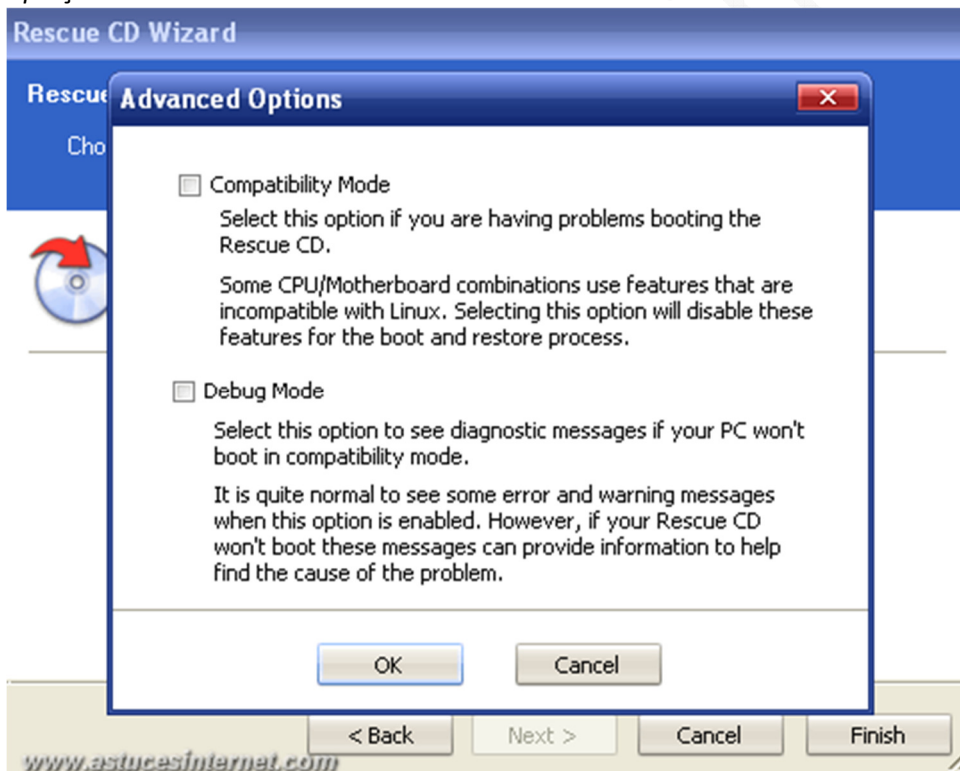 Rescue CD Wizard
Rescue
Cho
Advanced Options
Compatibility Mode
Select this option if you are having problems booting the
Rescue CD.
Some CPU/Motherboard combinations use features that are
incompatible with Linux. Selecting this option will disable these
features for the boot and restore process.
Debug Mode
Select this option to see diagnostic messages if your PC won't
boot in compatibility mode.
It is quite normal to see some error and warning messages
when this option is enabled. However, if your Rescue CD
won't boot these messages can provide information to help
find the cause of the problem.
OK Cancel
< Back Next > Cancel Finish
www.astucesinternet.com